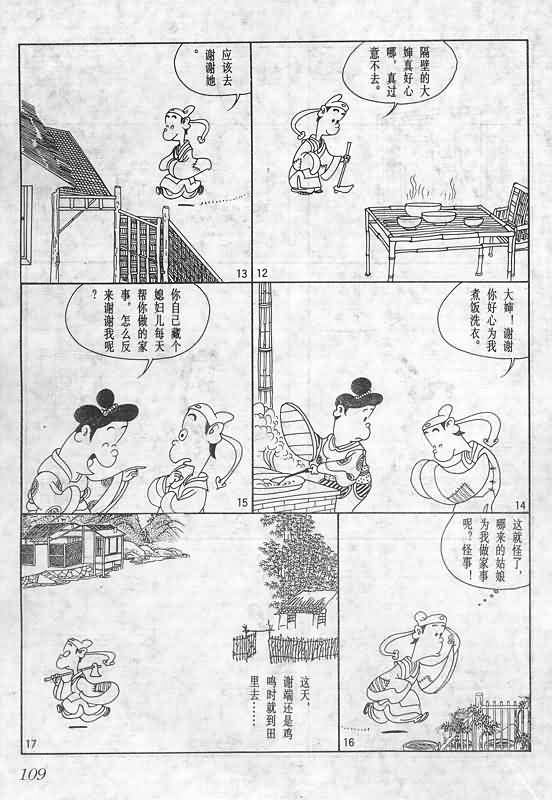 隔壁的大
婶真好心
哪，真过
意不去。
12
应该去
谢谢她
13
大婶！谢谢
你好心为我
煮饭洗衣。
14
你自己藏个
媳妇儿每天
帮你做的家
事，怎么反
来谢谢我呢
？
15
这就怪了，
哪来的姑娘
为我做家事
呢？怪事！
16
这天，
谢端还是鸡
鸣时就到田
里去……
17
109